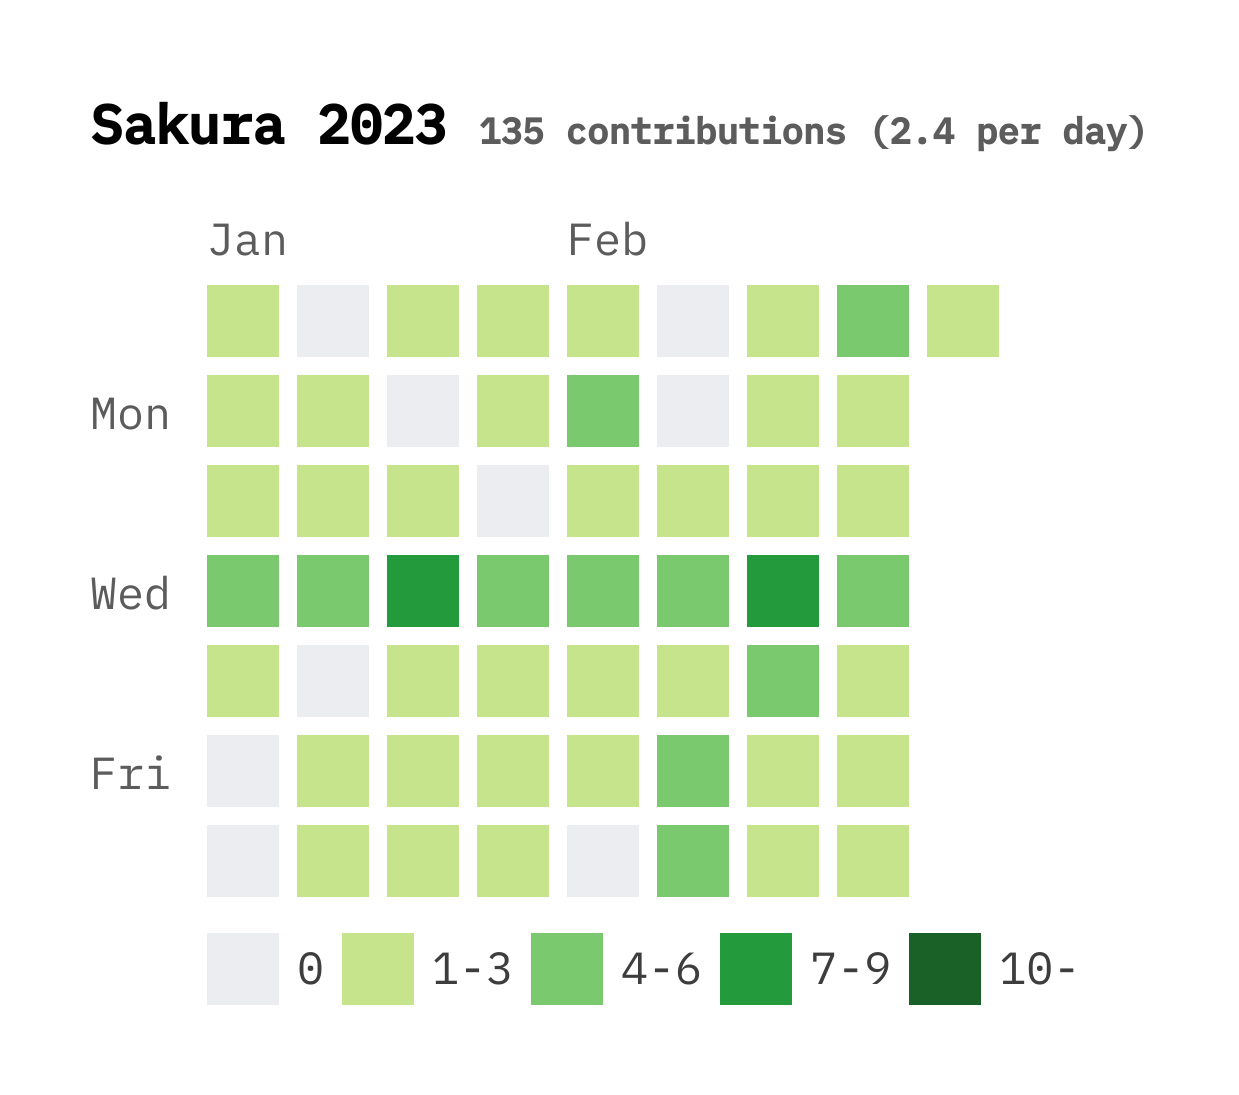 Sakura 2023 135 contributions (2.4 per day)
Jan Feb
Mon
Wed
Fri
0 1-3 4-6 7-9 10-